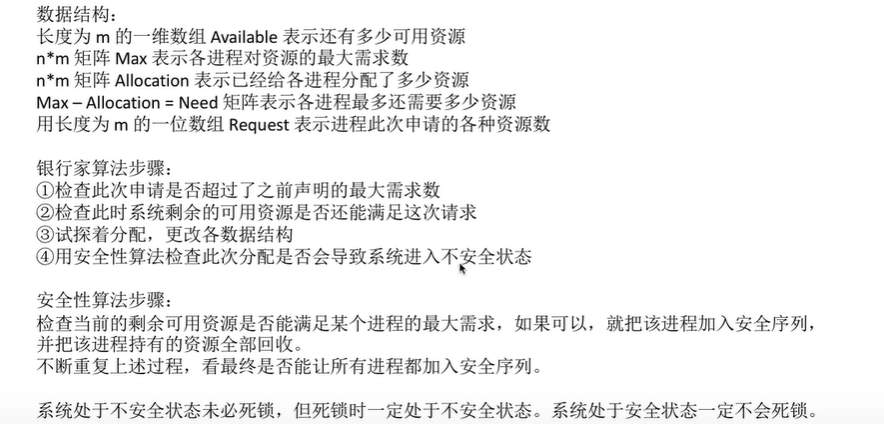 数据结构：
长度为 m 的一维数组 Available 表示还有多少可用资源
n*m 矩阵 Max 表示各进程对资源的最大需求数
n*m 矩阵 Allocation 表示已经给各进程分配了多少资源
Max – Allocation = Need 矩阵表示各进程最多还需要多少资源
用长度为 m 的一位数组 Request 表示进程此次申请的各种资源数
银行家算法步骤：
①检查此次申请是否超过了之前声明的最大需求数
②检查此时系统剩余的可用资源是否还能满足这次请求
③试探着分配，更改各数据结构
④用安全性算法检查此次分配是否会导致系统进入不安全状态
安全性算法步骤：
检查当前的剩余可用资源是否能满足某个进程的最大需求，如果可以，就把该进程加入安全序列，
并把该进程持有的资源全部回收。
不断重复上述过程，看最终是否能让所有进程都加入安全序列。
系统处于不安全状态未必死锁，但死锁时一定处于不安全状态。系统处于安全状态一定不会死锁。